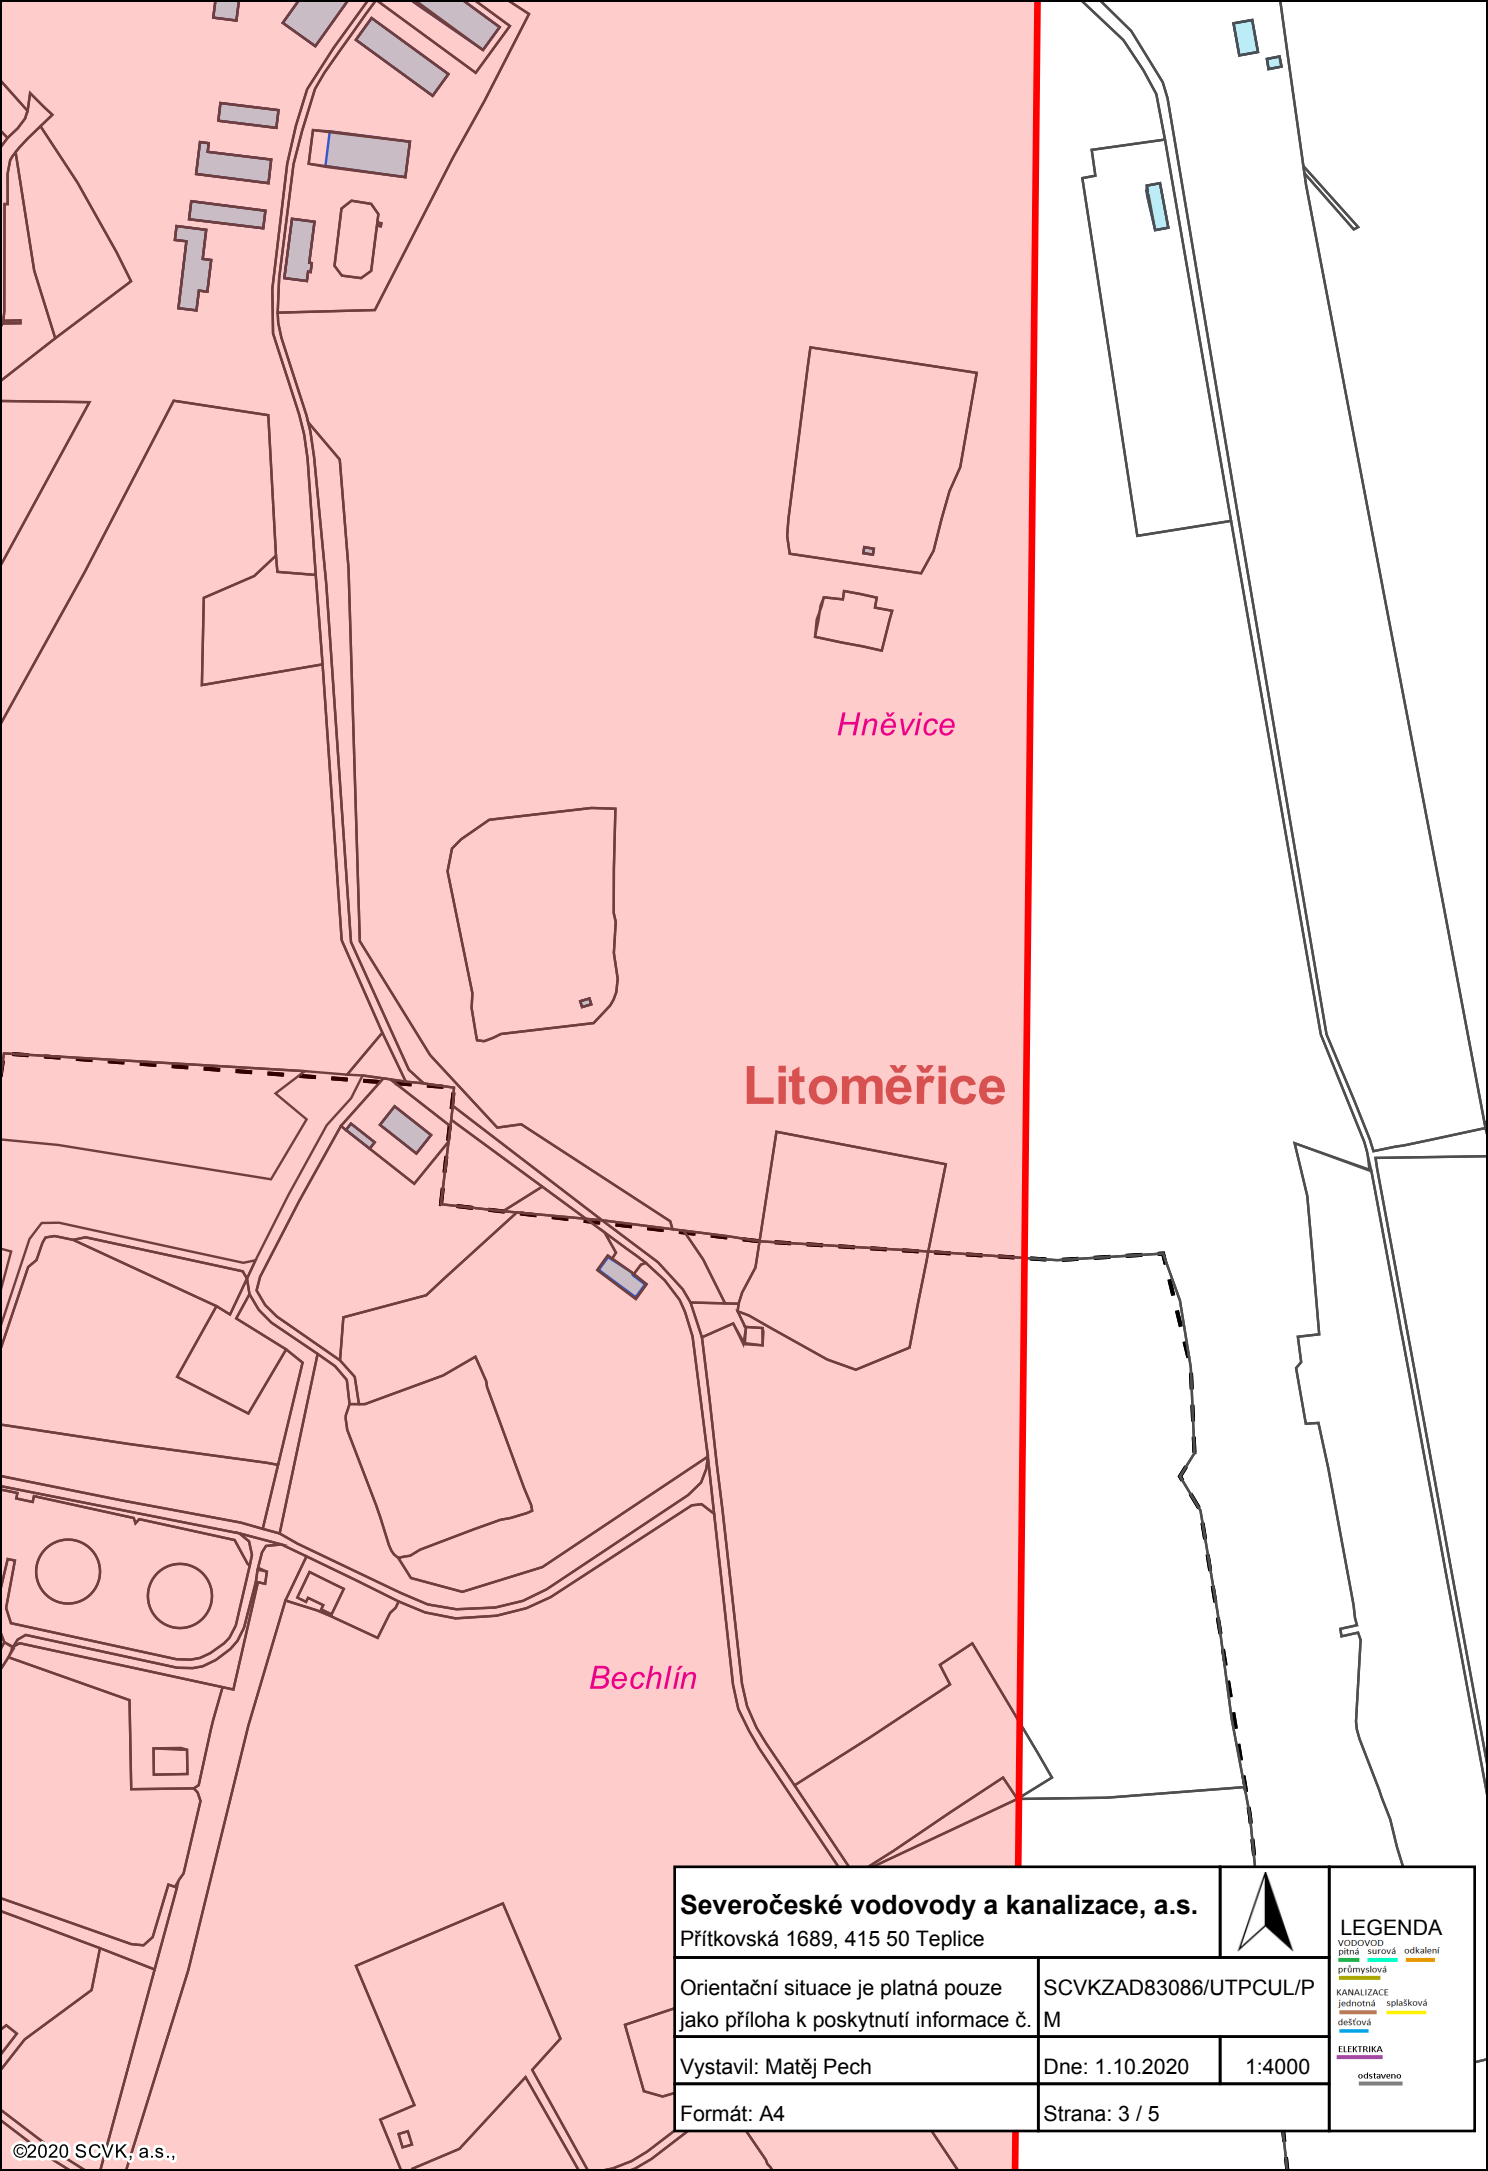 Hněvice
Litoměřice
Bechlín
Severočeské vodovody a kanalizace, a.s.
Přítkovská 1689, 415 50 Teplice
Orientační situace je platná pouze
jako příloha k poskytnutí informace č.
SCVKZAD83086/UTPCUL/P
M
Vystavil: Matěj Pech
Dne: 1.10.2020
1:4000
Formát: A4
Strana: 3 / 5
LEGENDA
VODOVOD
pitná surová odkalení
průmyslová
KANALIZACE
jednotná splašková
dešťová
ELEKTRIKA
odstaveno
©2020 SCVK, a.s.,